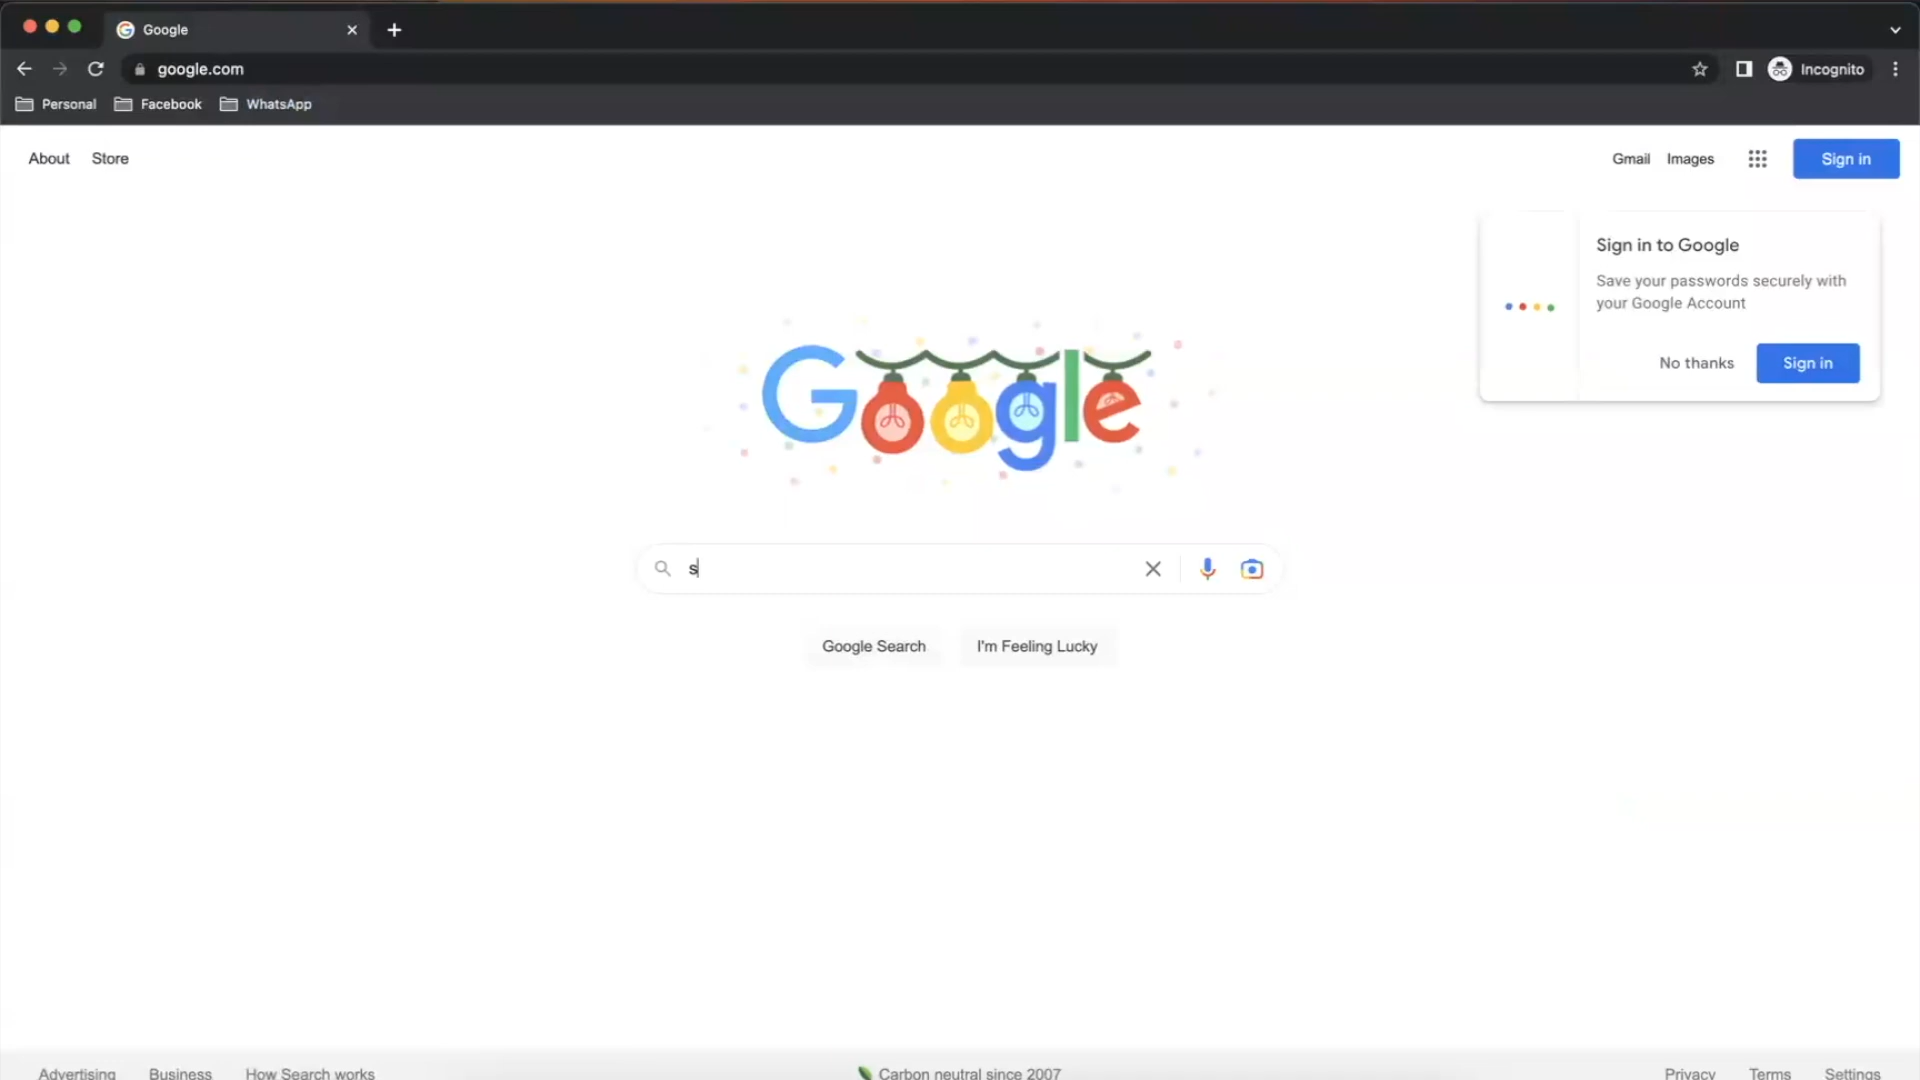 Google
google.com
Incognito
Personal Facebook WhatsApp
About Store
Gmail Images Sign in
Sign in to Google
Save your passwords securely with
your Google Account
No thanks Sign in
Google
s
Google Search I'm Feeling Lucky
Advertising Business How Search works
Carbon neutral since 2007
Privacy Terms Settings